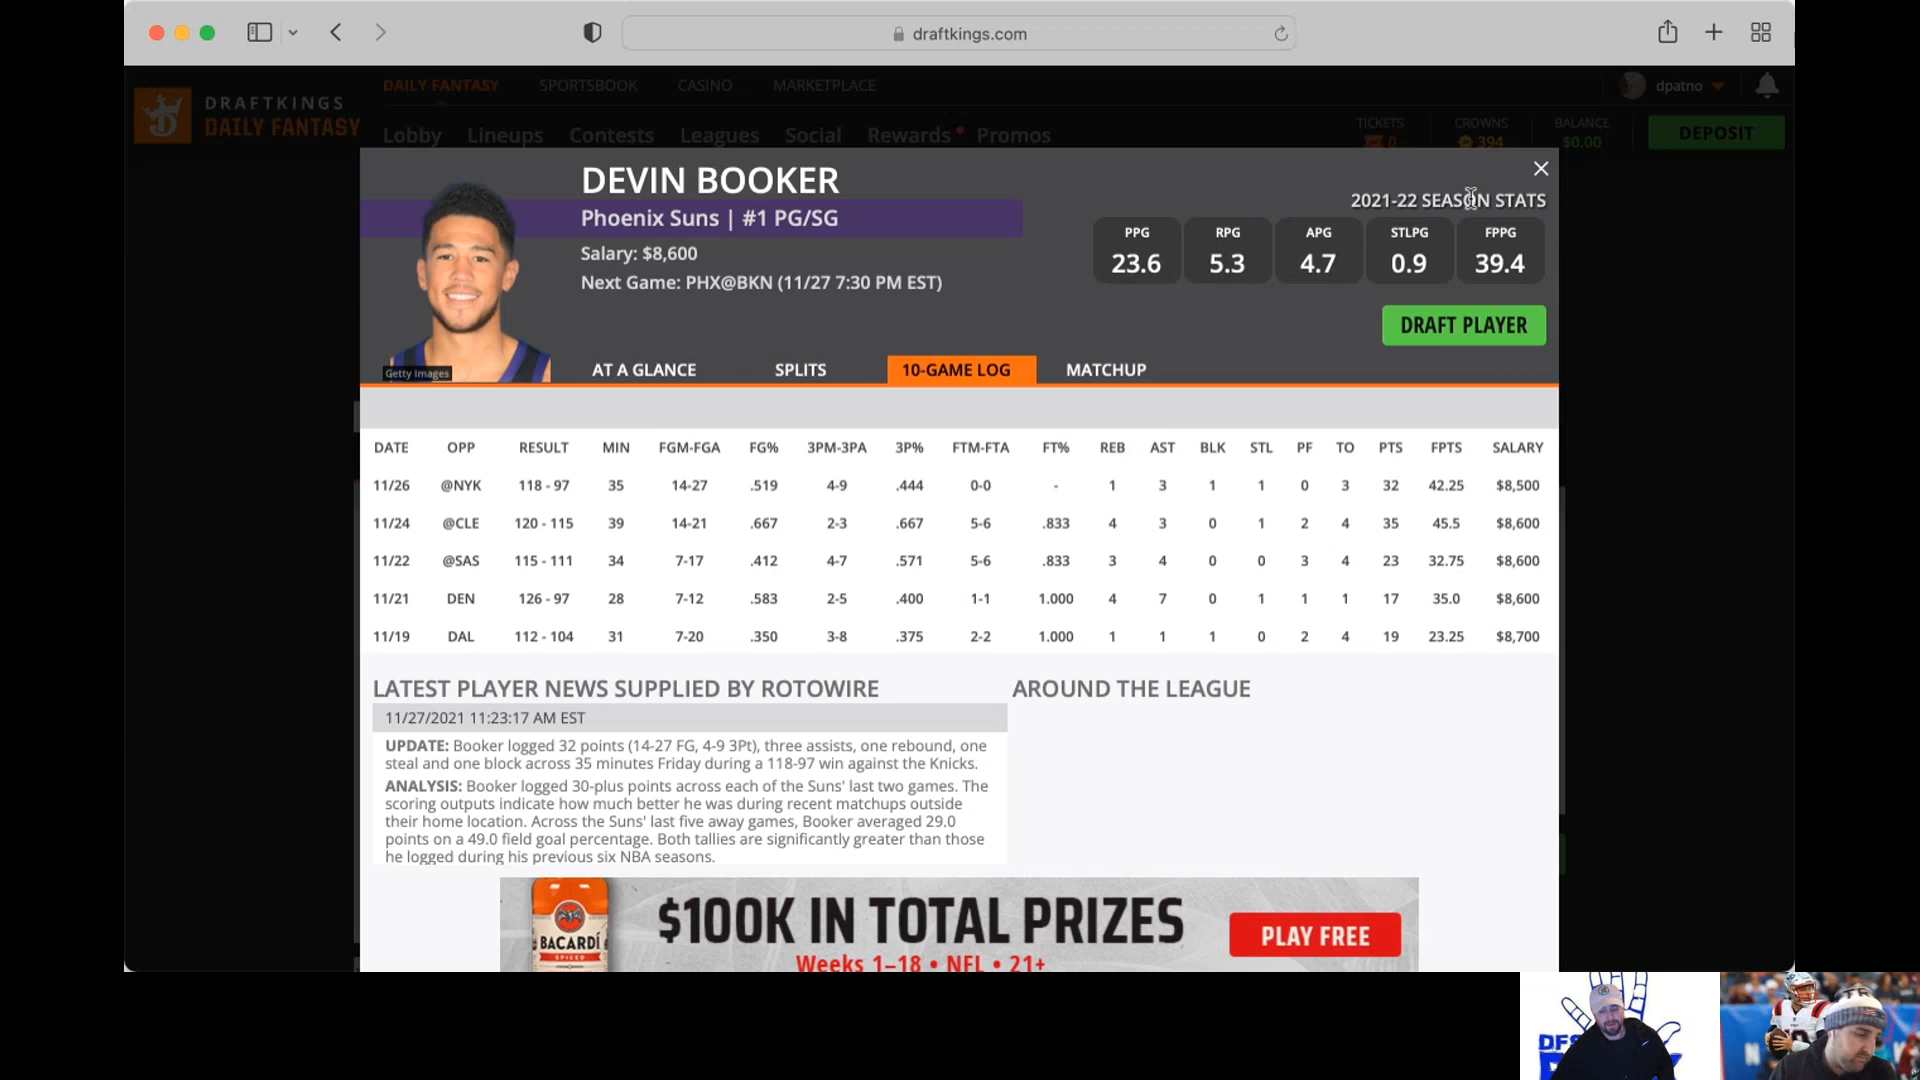 draftkings.com
DRAFTKINGS
DAILY FANTASY
DAILY FANTASY SPORTSBOOK CASINO MARKETPLACE
dpatno
Lobby Lineups Contests Leagues Social Rewards Promos
TICKETS CROWNS BALANCE
0 394 $0.00
DEPOSIT
DEVIN BOOKER
Phoenix Suns | #1 PG/SG
Salary: $8,600
Next Game: PHX@BKN (11/27 7:30 PM EST)
2021-22 SEASON STATS
PPG RPG APG STLPG FPPG
23.6 5.3 4.7 0.9 39.4
DRAFT PLAYER
Getty Images
AT A GLANCE SPLITS 10-GAME LOG MATCHUP
DATE OPP RESULT MIN FGM-FGA FG% 3PM-3PA 3P% FTM-FTA FT% REB AST BLK STL PF TO PTS FPTS SALARY
11/26 @NYK 118 - 97 35 14-27 .519 4-9 .444 0-0 - 1 3 1 1 0 3 32 42.25 $8,500
11/24 @CLE 120 - 115 39 14-21 .667 2-3 .667 5-6 .833 4 3 0 1 2 4 35 45.5 $8,600
11/22 @SAS 115 - 111 34 7-17 .412 4-7 .571 5-6 .833 3 4 0 0 3 4 23 32.75 $8,600
11/21 DEN 126 - 97 28 7-12 .583 2-5 .400 1-1 1.000 4 7 0 1 1 1 17 35.0 $8,600
11/19 DAL 112 - 104 31 7-20 .350 3-8 .375 2-2 1.000 1 1 1 0 2 4 19 23.25 $8,700
LATEST PLAYER NEWS SUPPLIED BY ROTOWIRE
AROUND THE LEAGUE
11/27/2021 11:23:17 AM EST
UPDATE: Booker logged 32 points (14-27 FG, 4-9 3Pt), three assists, one rebound, one
steal and one block across 35 minutes Friday during a 118-97 win against the Knicks.
ANALYSIS: Booker logged 30-plus points across each of the Suns' last two games. The
scoring outputs indicate how much better he was during recent matchups outside
their home location. Across the Suns' last five away games, Booker averaged 29.0
points on a 49.0 field goal percentage. Both tallies are significantly greater than those
he logged during his previous six NBA seasons.
BACARDÍ
SPICED
$100K IN TOTAL PRIZES
Weeks 1–18 • NFL • 21+
PLAY FREE
DFS